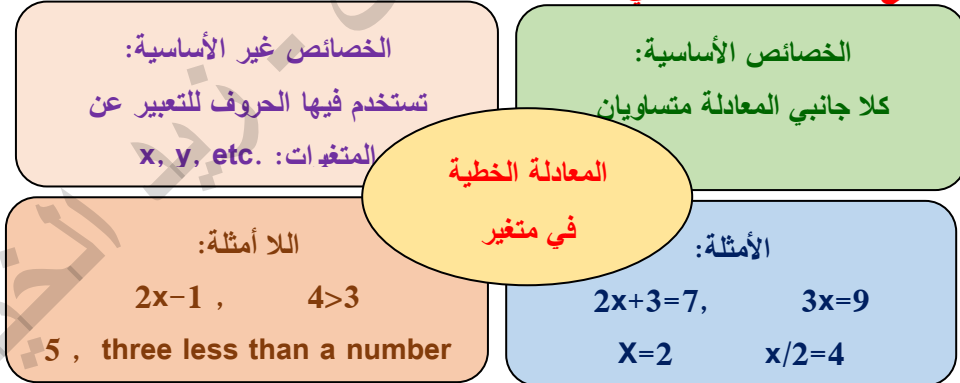 الخصائص الأساسية:
كلا جانبي المعادلة متساويان
الخصائص غير الأساسية:
تستخدم فيها الحروف للتعبير عن
المتغيرات: x, y, etc.
المعادلة الخطية
في متغير
الأمثلة:
2x+3=7, 3x=9
X=2 x/2=4
اللا أمثلة:
2x−1 , 4>3
5 , three less than a number